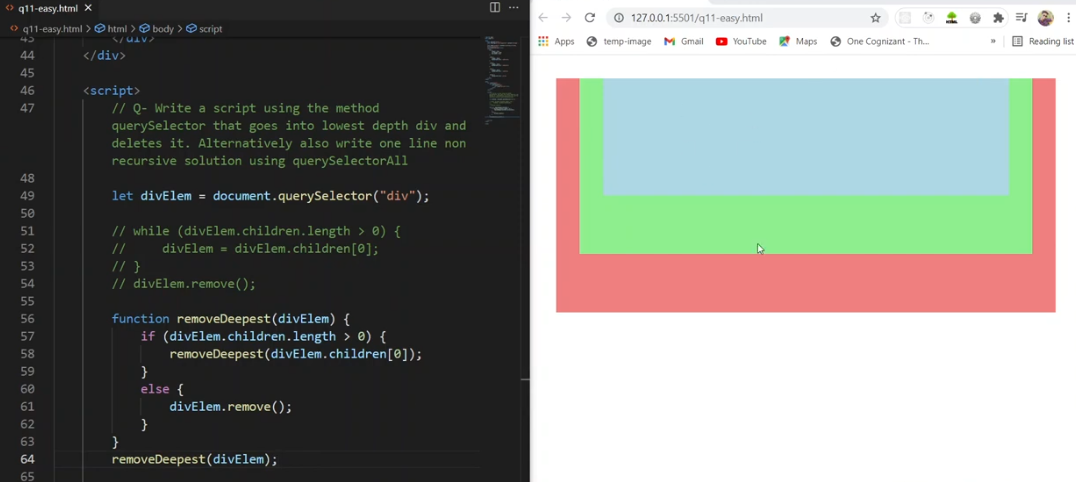 q11-easy.html
q11-easy.html > html > body > script
43 </div>
44 </div>
45
46 <script>
47 // Q- Write a script using the method
querySelector that goes into lowest depth div and
deletes it. Alternatively also write one line non
recursive solution using querySelectorAll
48
49 let divElem = document.querySelector("div");
50
51 // while (divElem.children.length > 0) {
52 //     divElem = divElem.children[0];
53 // }
54 // divElem.remove();
55
56 function removeDeepest(divElem) {
57 if (divElem.children.length > 0) {
58 removeDeepest(divElem.children[0]);
59 }
60 else {
61 divElem.remove();
62 }
63 }
64 removeDeepest(divElem);
65
127.0.0.1:5501/q11-easy.html
Apps temp-image Gmail YouTube Maps One Cognizant - Th... » Reading list